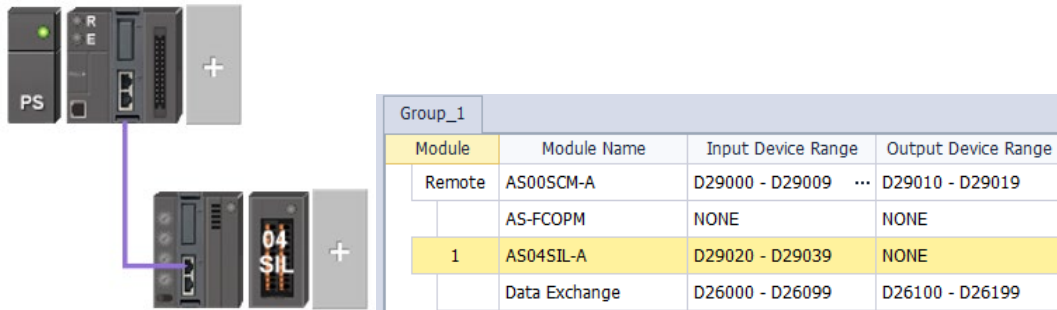 R
E
PS
+
04
SIL
+
Group_1
Module Module Name Input Device Range Output Device Range
Remote AS00SCM-A D29000 - D29009 ... D29010 - D29019
AS-FCOPM NONE NONE
1 AS04SIL-A D29020 - D29039 NONE
Data Exchange D26000 - D26099 D26100 - D26199